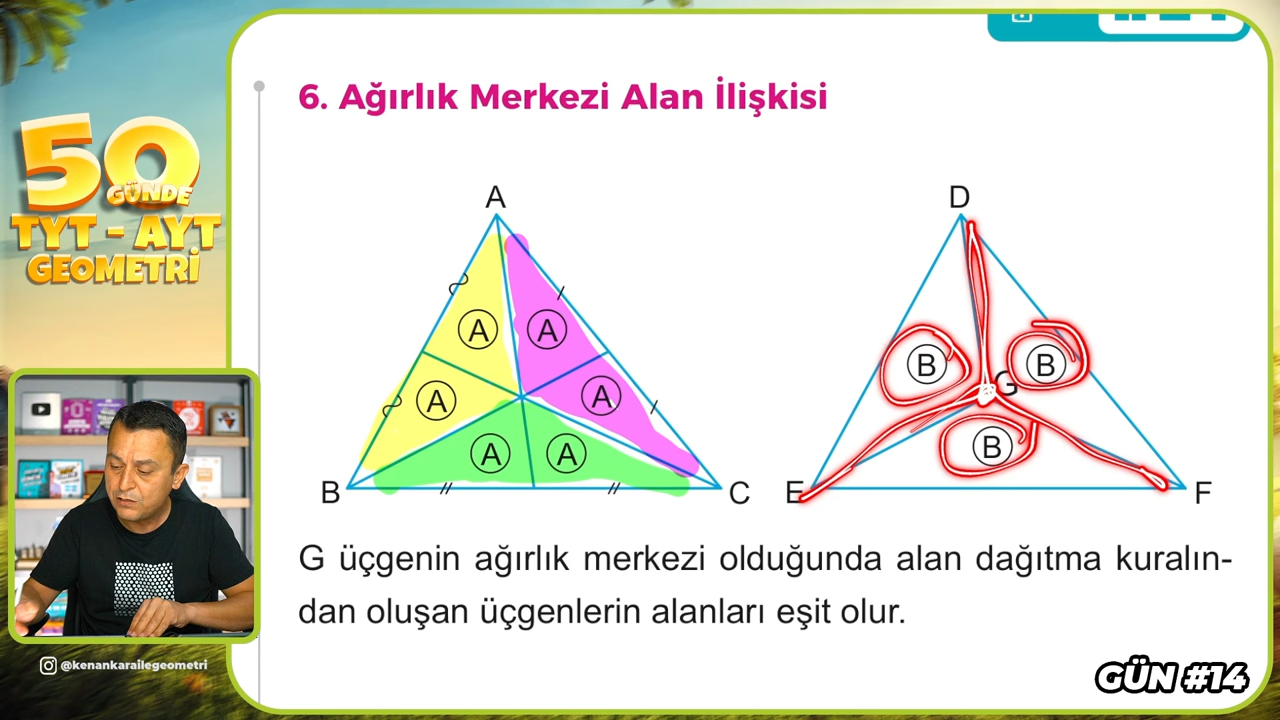 6. Ağırlık Merkezi Alan İlişkisi
50
GÜNDE
TYT - AYT
GEOMETRİ
A
D
A A
B B
G
A A
A A
B
B C
E F
G üçgenin ağırlık merkezi olduğunda alan dağıtma kuralın-
dan oluşan üçgenlerin alanları eşit olur.
@kenankarailegeometri
GÜN #14